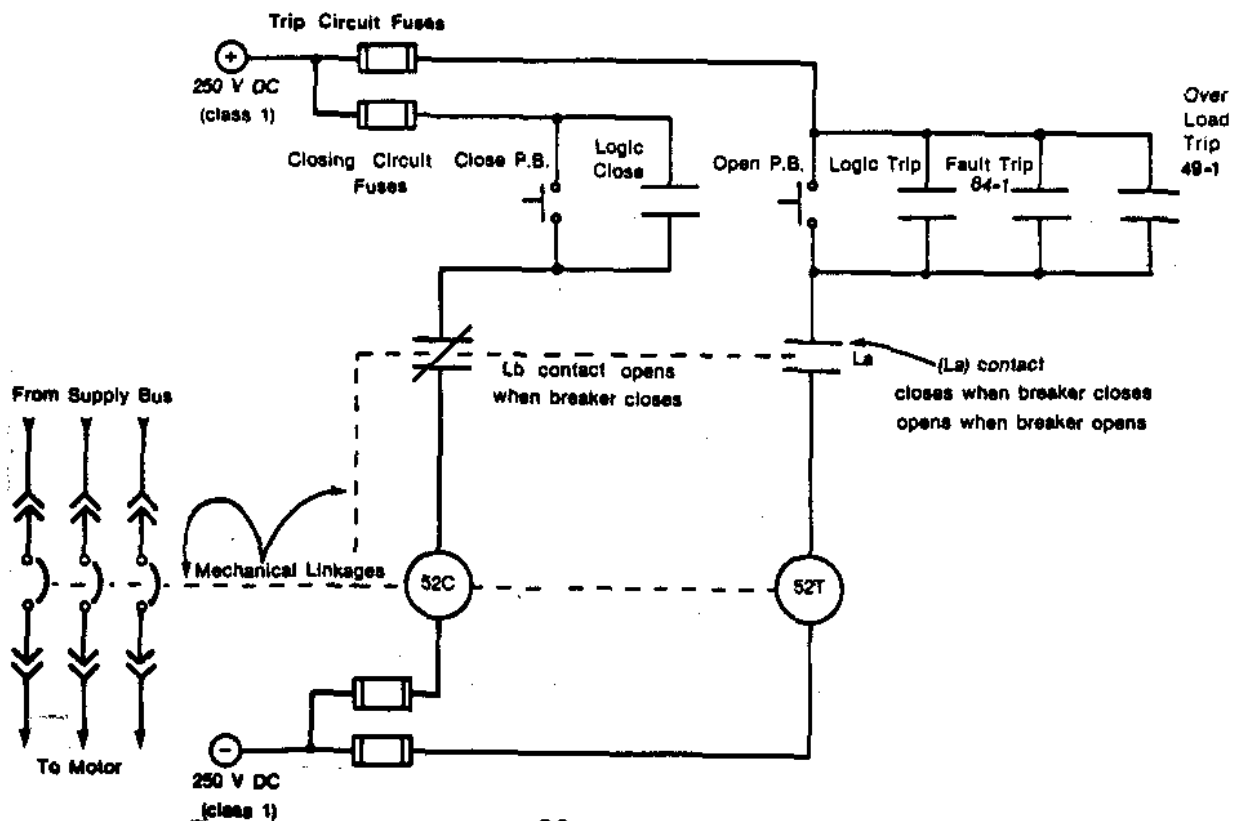 Trip Circuit Fuses
+
250 V DC
(class 1)
Closing Circuit
Fuses
Close P.B.
Logic
Close
Open P.B.
Logic Trip
Fault Trip
84-1
Over
Load
Trip
49-1
Lb contact opens
when breaker closes
La
(La) contact
closes when breaker closes
opens when breaker opens
From Supply Bus
Mechanical Linkages
52C
52T
To Motor
−
250 V DC
(class 1)